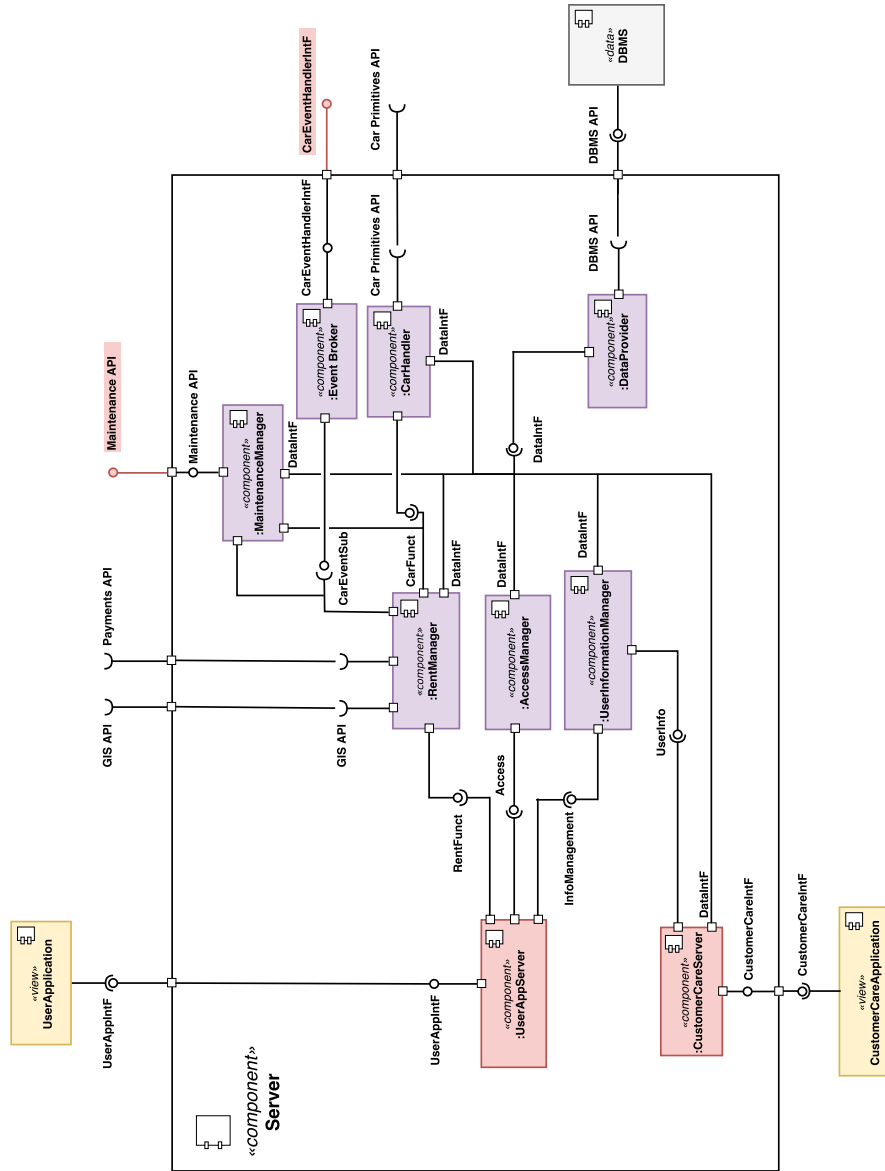 «view»
UserApplication
UserAppIntF
GIS API
Payments API
Maintenance API
Maintenance API
«component»
Server
«component»
:MaintenanceManager
DataIntF
CarEventHandlerIntF
CarEventHandlerIntF
«component»
:Event Broker
GIS API
CarEventSub
Car Primitives API
Car Primitives API
«component»
:CarHandler
CarFunct
UserAppIntF
«component»
:RentManager
DataIntF
DataIntF
RentFunct
Access
DataIntF
«component»
:UserAppServer
«component»
:AccessManager
DataIntF
InfoManagement
DataIntF
DBMS API
DBMS API
«component»
:UserInformationManager
«component»
:DataProvider
«data»
DBMS
UserInfo
«component»
:CustomerCareServer
DataIntF
CustomerCareIntF
CustomerCareIntF
«view»
CustomerCareApplication